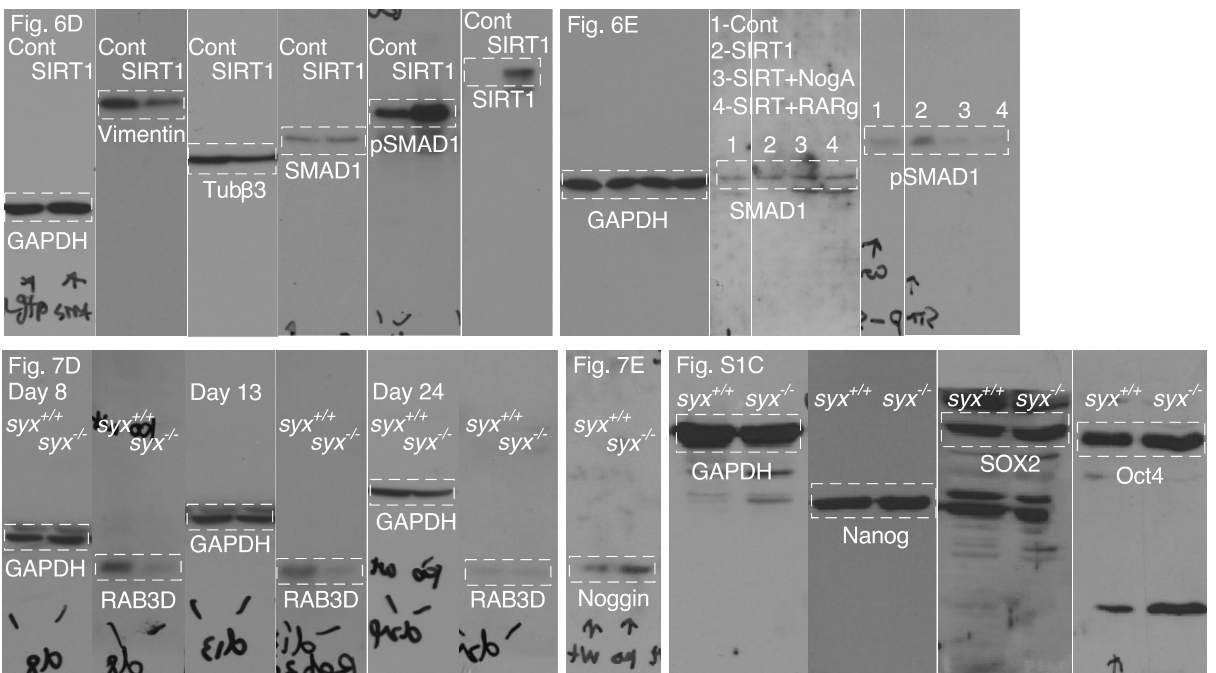 Fig. 6D
Cont
SIRT1
GAPDH
Cont
SIRT1
Vimentin
Cont
SIRT1
Tubβ3
Cont
SIRT1
SMAD1
Cont
SIRT1
pSMAD1
Cont
SIRT1
SIRT1
Fig. 6E
GAPDH
1-Cont
2-SIRT1
3-SIRT+NogA
4-SIRT+RARg
1 2 3 4
SMAD1
1 2 3 4
pSMAD1
Fig. 7D
Day 8
syx+/+
syx-/-
GAPDH
syx+/+
syx-/-
RAB3D
Day 13
GAPDH
syx+/+
syx-/-
RAB3D
Day 24
syx+/+
syx-/-
GAPDH
syx+/+
syx-/-
RAB3D
Fig. 7E
syx+/+
syx-/-
Noggin
Fig. S1C
syx+/+ syx-/-
GAPDH
syx+/+ syx-/-
Nanog
syx+/+ syx-/-
SOX2
syx+/+ syx-/-
Oct4